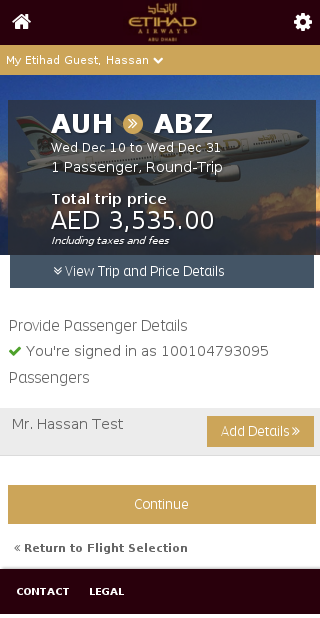 الإتحاد
ETIHAD
AIRWAYS
ABU DHABI
My Etihad Guest, Hassan
AUH ABZ
Wed Dec 10 to Wed Dec 31
1 Passenger, Round-Trip
Total trip price
AED 3,535.00
Including taxes and fees
View Trip and Price Details
Provide Passenger Details
You're signed in as 100104793095
Passengers
Mr. Hassan Test
Add Details »
Continue
« Return to Flight Selection
CONTACT LEGAL